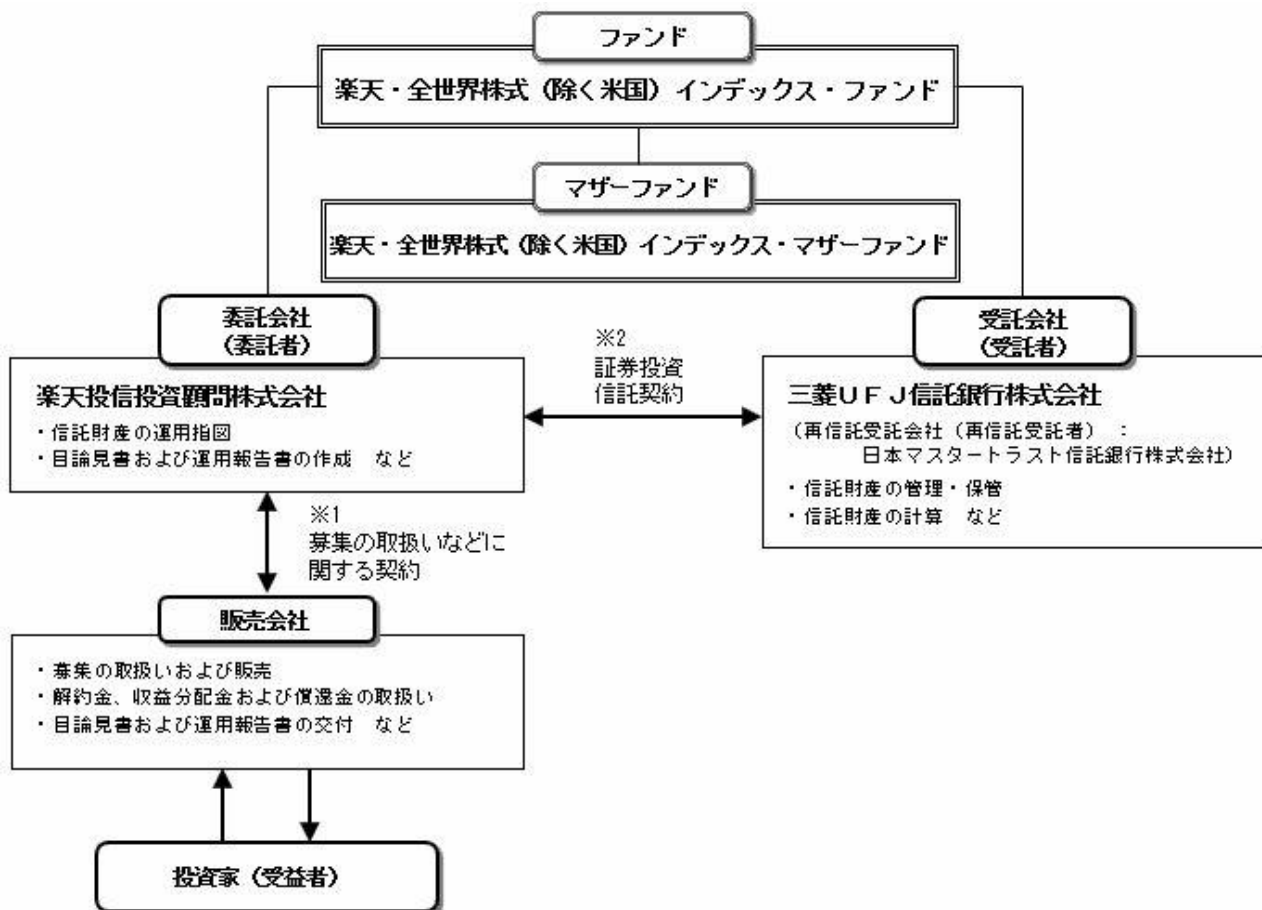 ファンド
楽天・全世界株式（除く米国）インデックス・ファンド
マザーファンド
楽天・全世界株式（除く米国）インデックス・マザーファンド
委託会社
（委託者）
楽天投信投資顧問株式会社
・信託財産の運用指図
・目論見書および運用報告書の作成　など
※2
証券投資
信託契約
受託会社
（受託者）
三菱ＵＦＪ信託銀行株式会社
（再信託受託会社（再信託受託者）：
日本マスタートラスト信託銀行株式会社）
・信託財産の管理・保管
・信託財産の計算　など
※1
募集の取扱いなどに
関する契約
販売会社
・募集の取扱いおよび販売
・解約金、収益分配金および償還金の取扱い
・目論見書および運用報告書の交付　など
投資家（受益者）